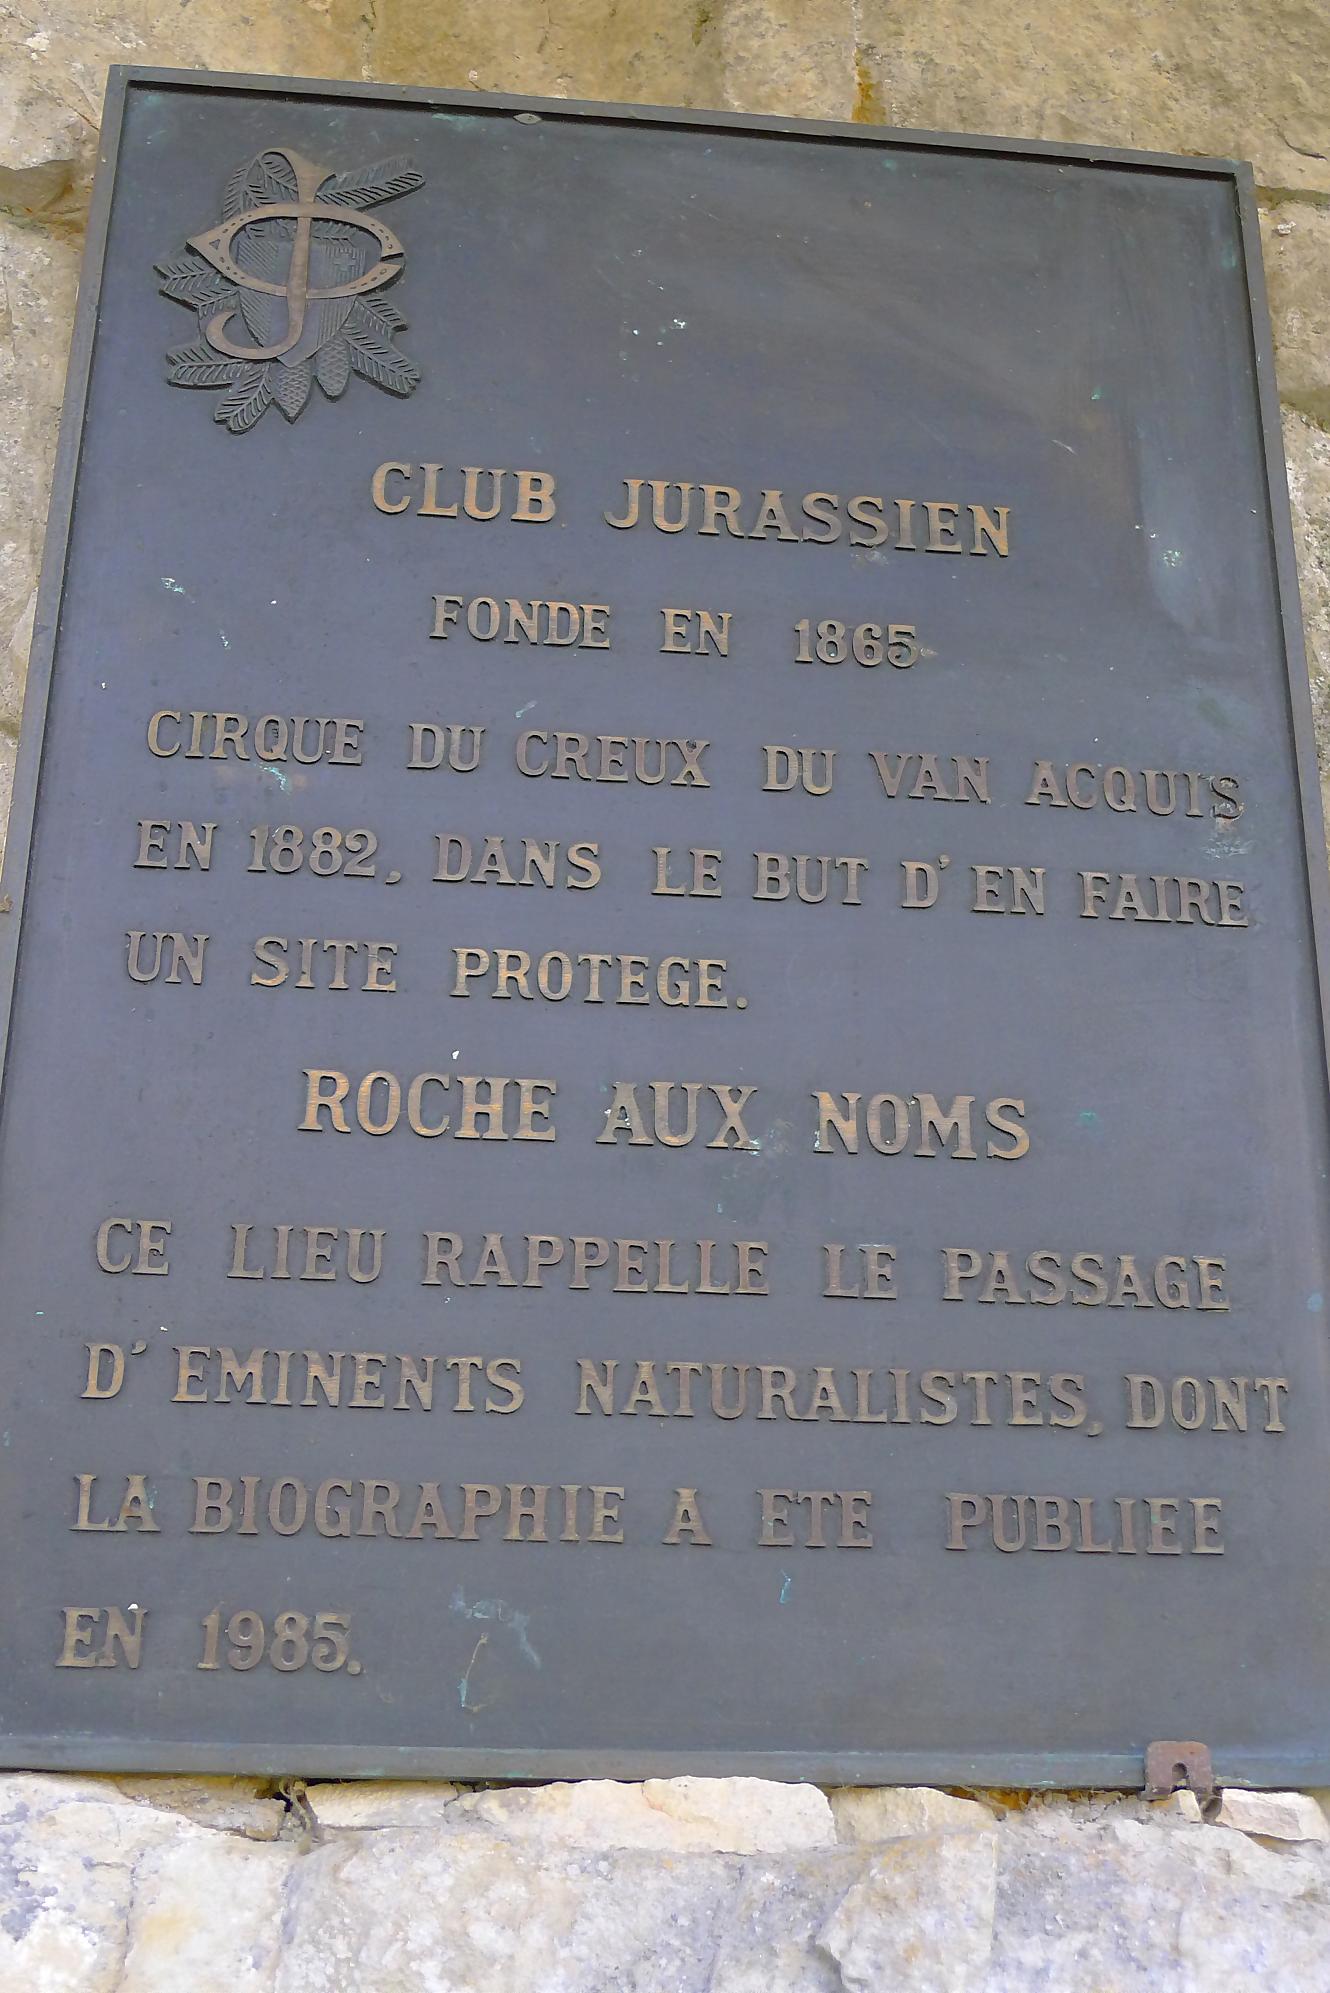 CLUB JURASSIEN
FONDE EN 1865
CIRQUE DU CREUX DU VAN ACQUIS
EN 1882, DANS LE BUT D'EN FAIRE
UN SITE PROTEGE.
ROCHE AUX NOMS
CE LIEU RAPPELLE LE PASSAGE
D'EMINENTS NATURALISTES, DONT
LA BIOGRAPHIE A ETE PUBLIEE
EN 1985.